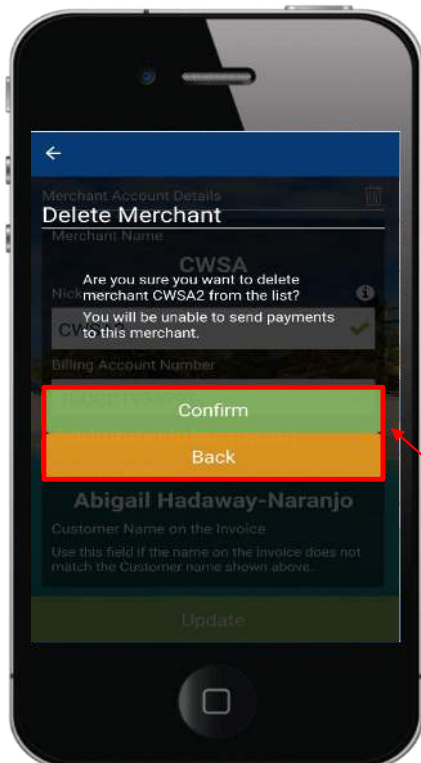 Merchant Account Details
Delete Merchant
Merchant Name
CWSA
Are you sure you want to delete
merchant CWSA2 from the list?
You will be unable to send payments
to this merchant.
CWSA2
Billing Account Number
Confirm
Back
Abigail Hadaway-Naranjo
Customer Name on the Invoice
Use this field if the name on the invoice does not
match the Customer name shown above.
Update